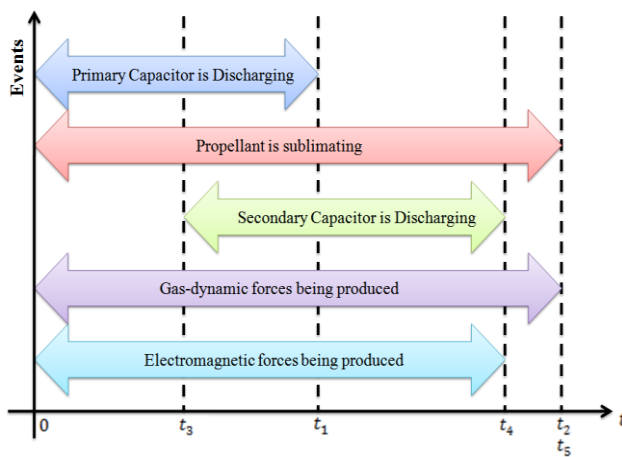 Events
Primary Capacitor is Discharging
Propellant is sublimating
Secondary Capacitor is Discharging
Gas-dynamic forces being produced
Electromagnetic forces being produced
0 t₃ t₁ t₄ t₂ t
t₅